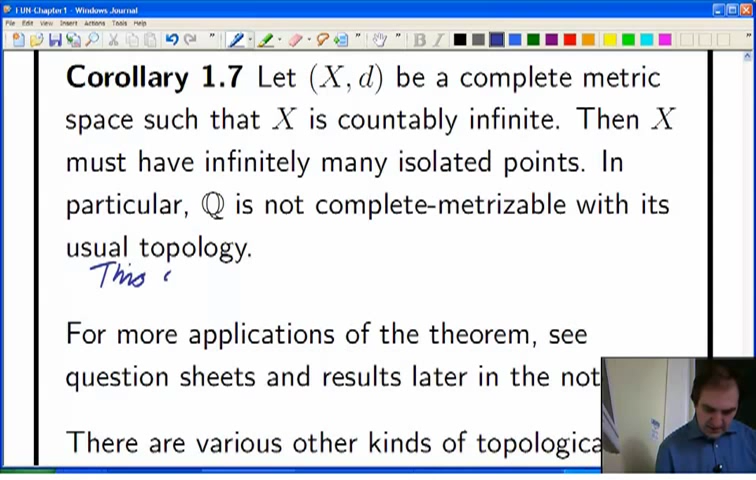 FUN-Chapter1 - Windows Journal
File Edit View Insert Actions Tools Help
B I
Corollary 1.7 Let (X, d) be a complete metric
space such that X is countably infinite. Then X
must have infinitely many isolated points. In
particular, ℚ is not complete-metrizable with its
usual topology.
This
For more applications of the theorem, see
question sheets and results later in the not
There are various other kinds of topologica